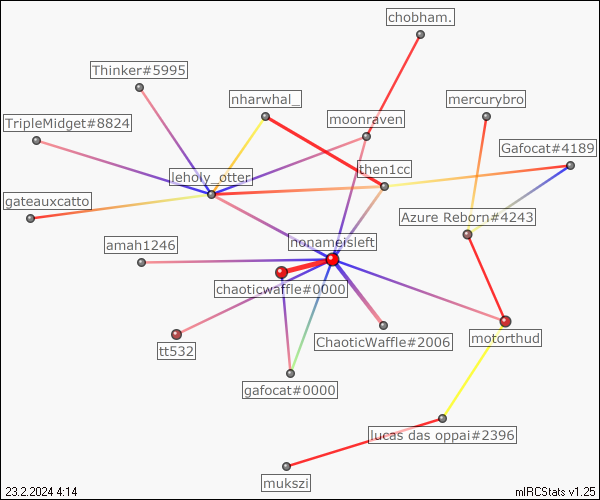 chobham.
Thinker#5995
nharwhal_
mercurybro
TripleMidget#8824
moonraven
Gafocat#4189
then1cc
leholy_otter
gateauxcatto
Azure Reborn#4243
amah1246
nonameisleft
chaoticwaffle#0000
tt532
ChaoticWaffle#2006
motorthud
gafocat#0000
lucas das oppai#2396
mukszi
23.2.2024 4:14
mIRCStats v1.25